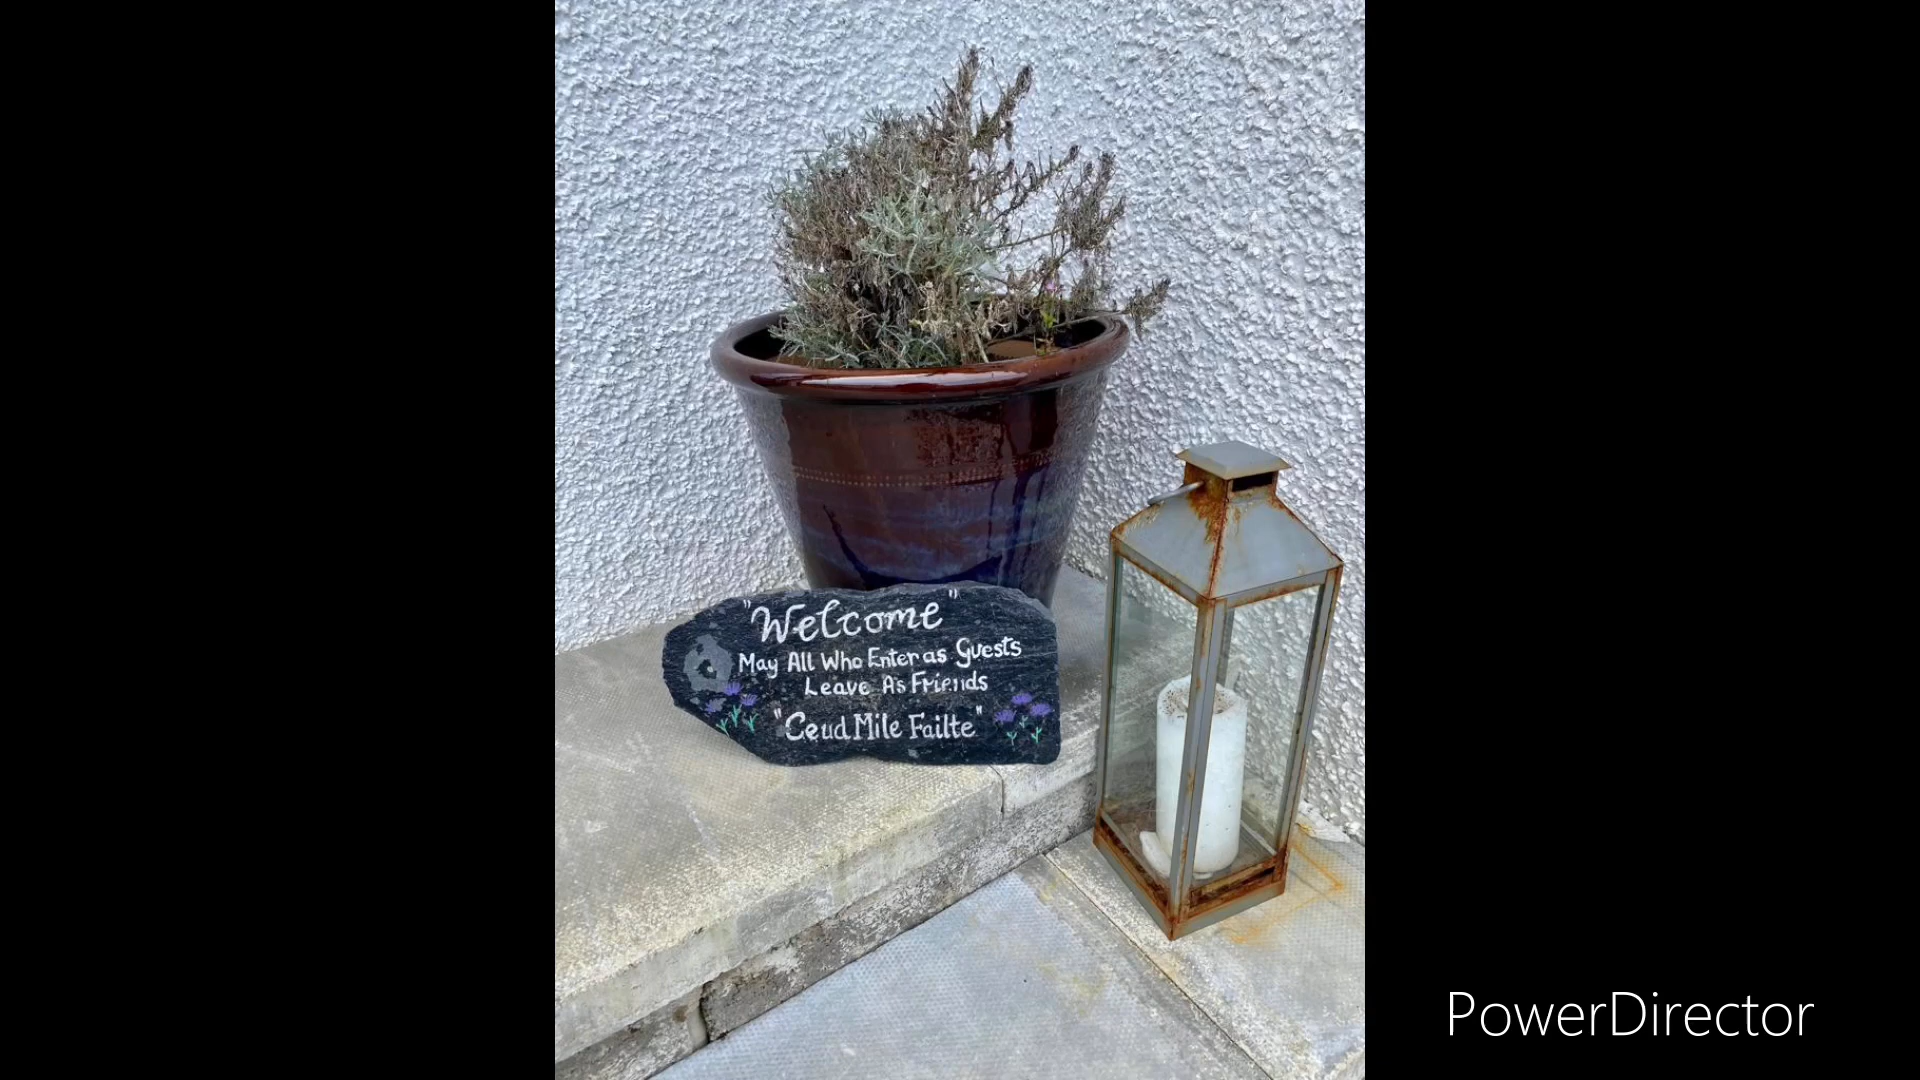 "Welcome"
May All Who Enter as Guests
Leave As Friends
"Ceud Mile Failte"
PowerDirector